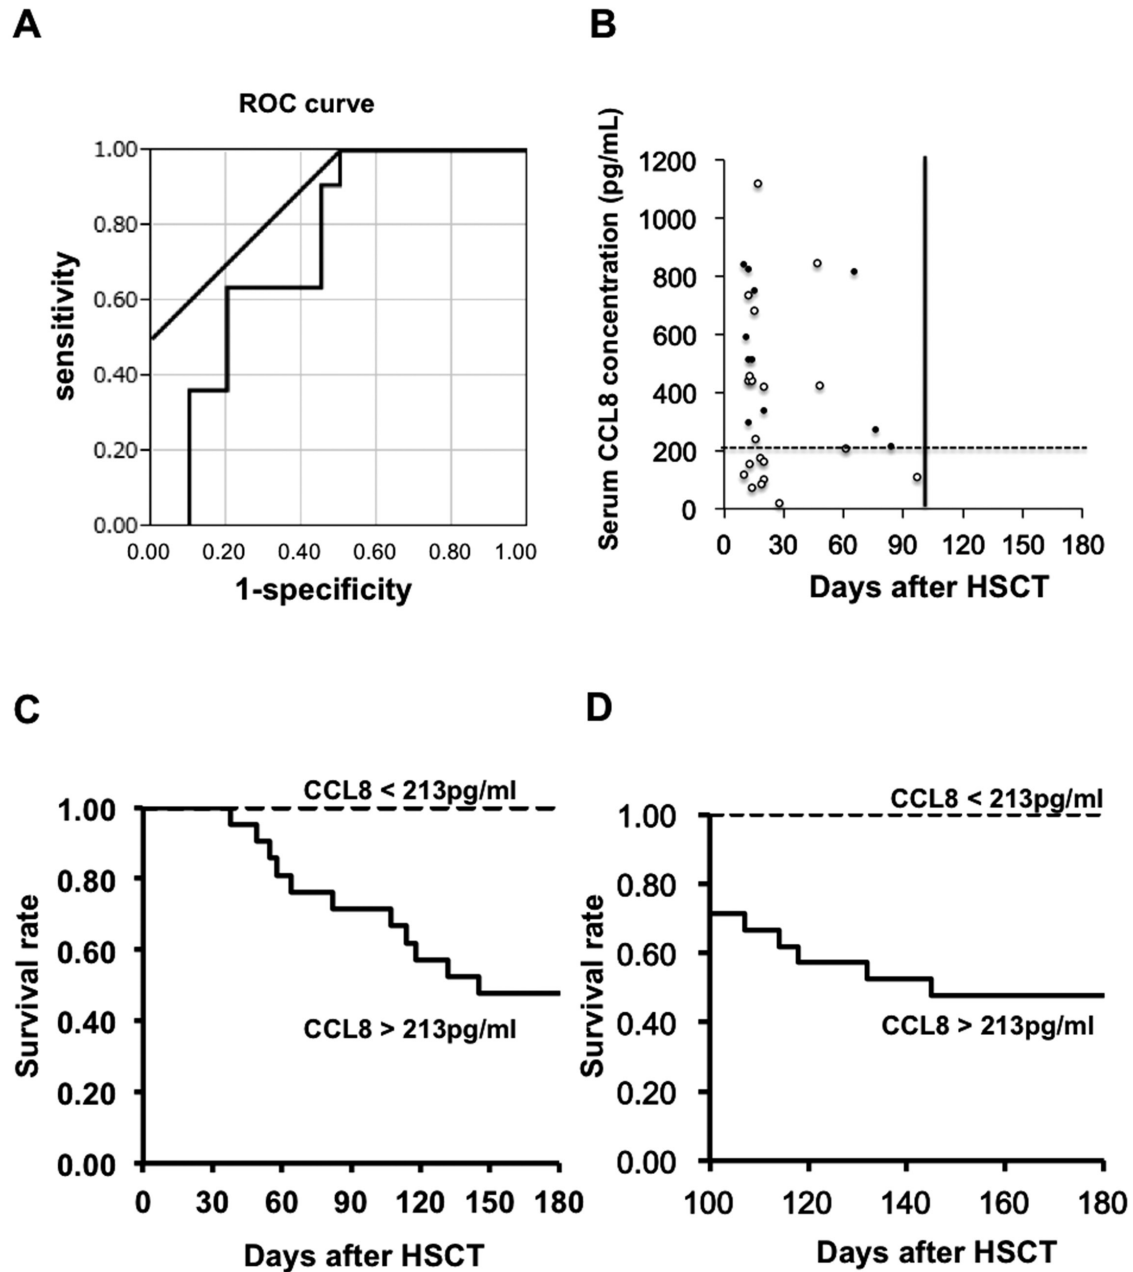 A
ROC curve
sensitivity
1.00
0.80
0.60
0.40
0.20
0.00
0.00 0.20 0.40 0.60 0.80 1.00
1-specificity
B
Serum CCL8 concentration (pg/mL)
1200
1000
800
600
400
200
0
0 30 60 90 120 150 180
Days after HSCT
C
CCL8 < 213pg/ml
Survival rate
1.00
0.80
0.60
0.40
0.20
0.00
CCL8 > 213pg/ml
0 30 60 90 120 150 180
Days after HSCT
D
CCL8 < 213pg/ml
Survival rate
1.00
0.80
0.60
0.40
0.20
0.00
CCL8 > 213pg/ml
100 120 140 160 180
Days after HSCT